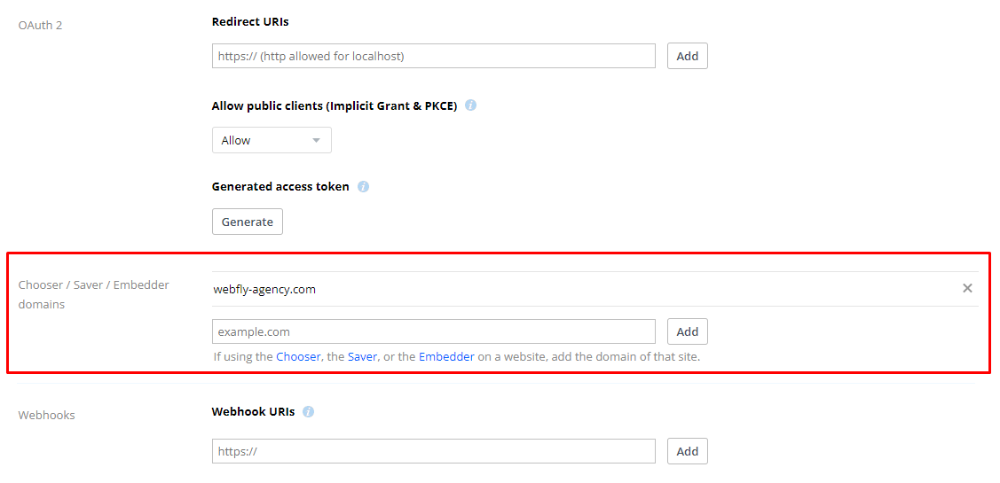 OAuth 2
Redirect URIs
https:// (http allowed for localhost)
Add
Allow public clients (Implicit Grant & PKCE)
Allow
Generated access token
Generate
Chooser / Saver / Embedder
domains
webfly-agency.com
example.com
Add
If using the Chooser, the Saver, or the Embedder on a website, add the domain of that site.
Webhooks
Webhook URIs
https://
Add